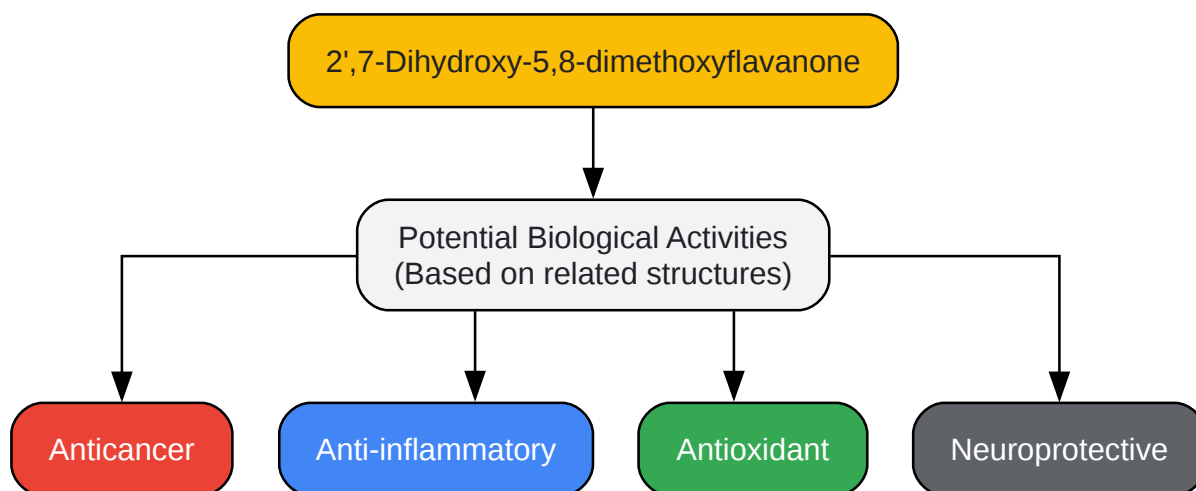 2',7-Dihydroxy-5,8-dimethoxyflavanone
Potential Biological Activities
(Based on related structures)
Anticancer
Anti-inflammatory
Antioxidant
Neuroprotective